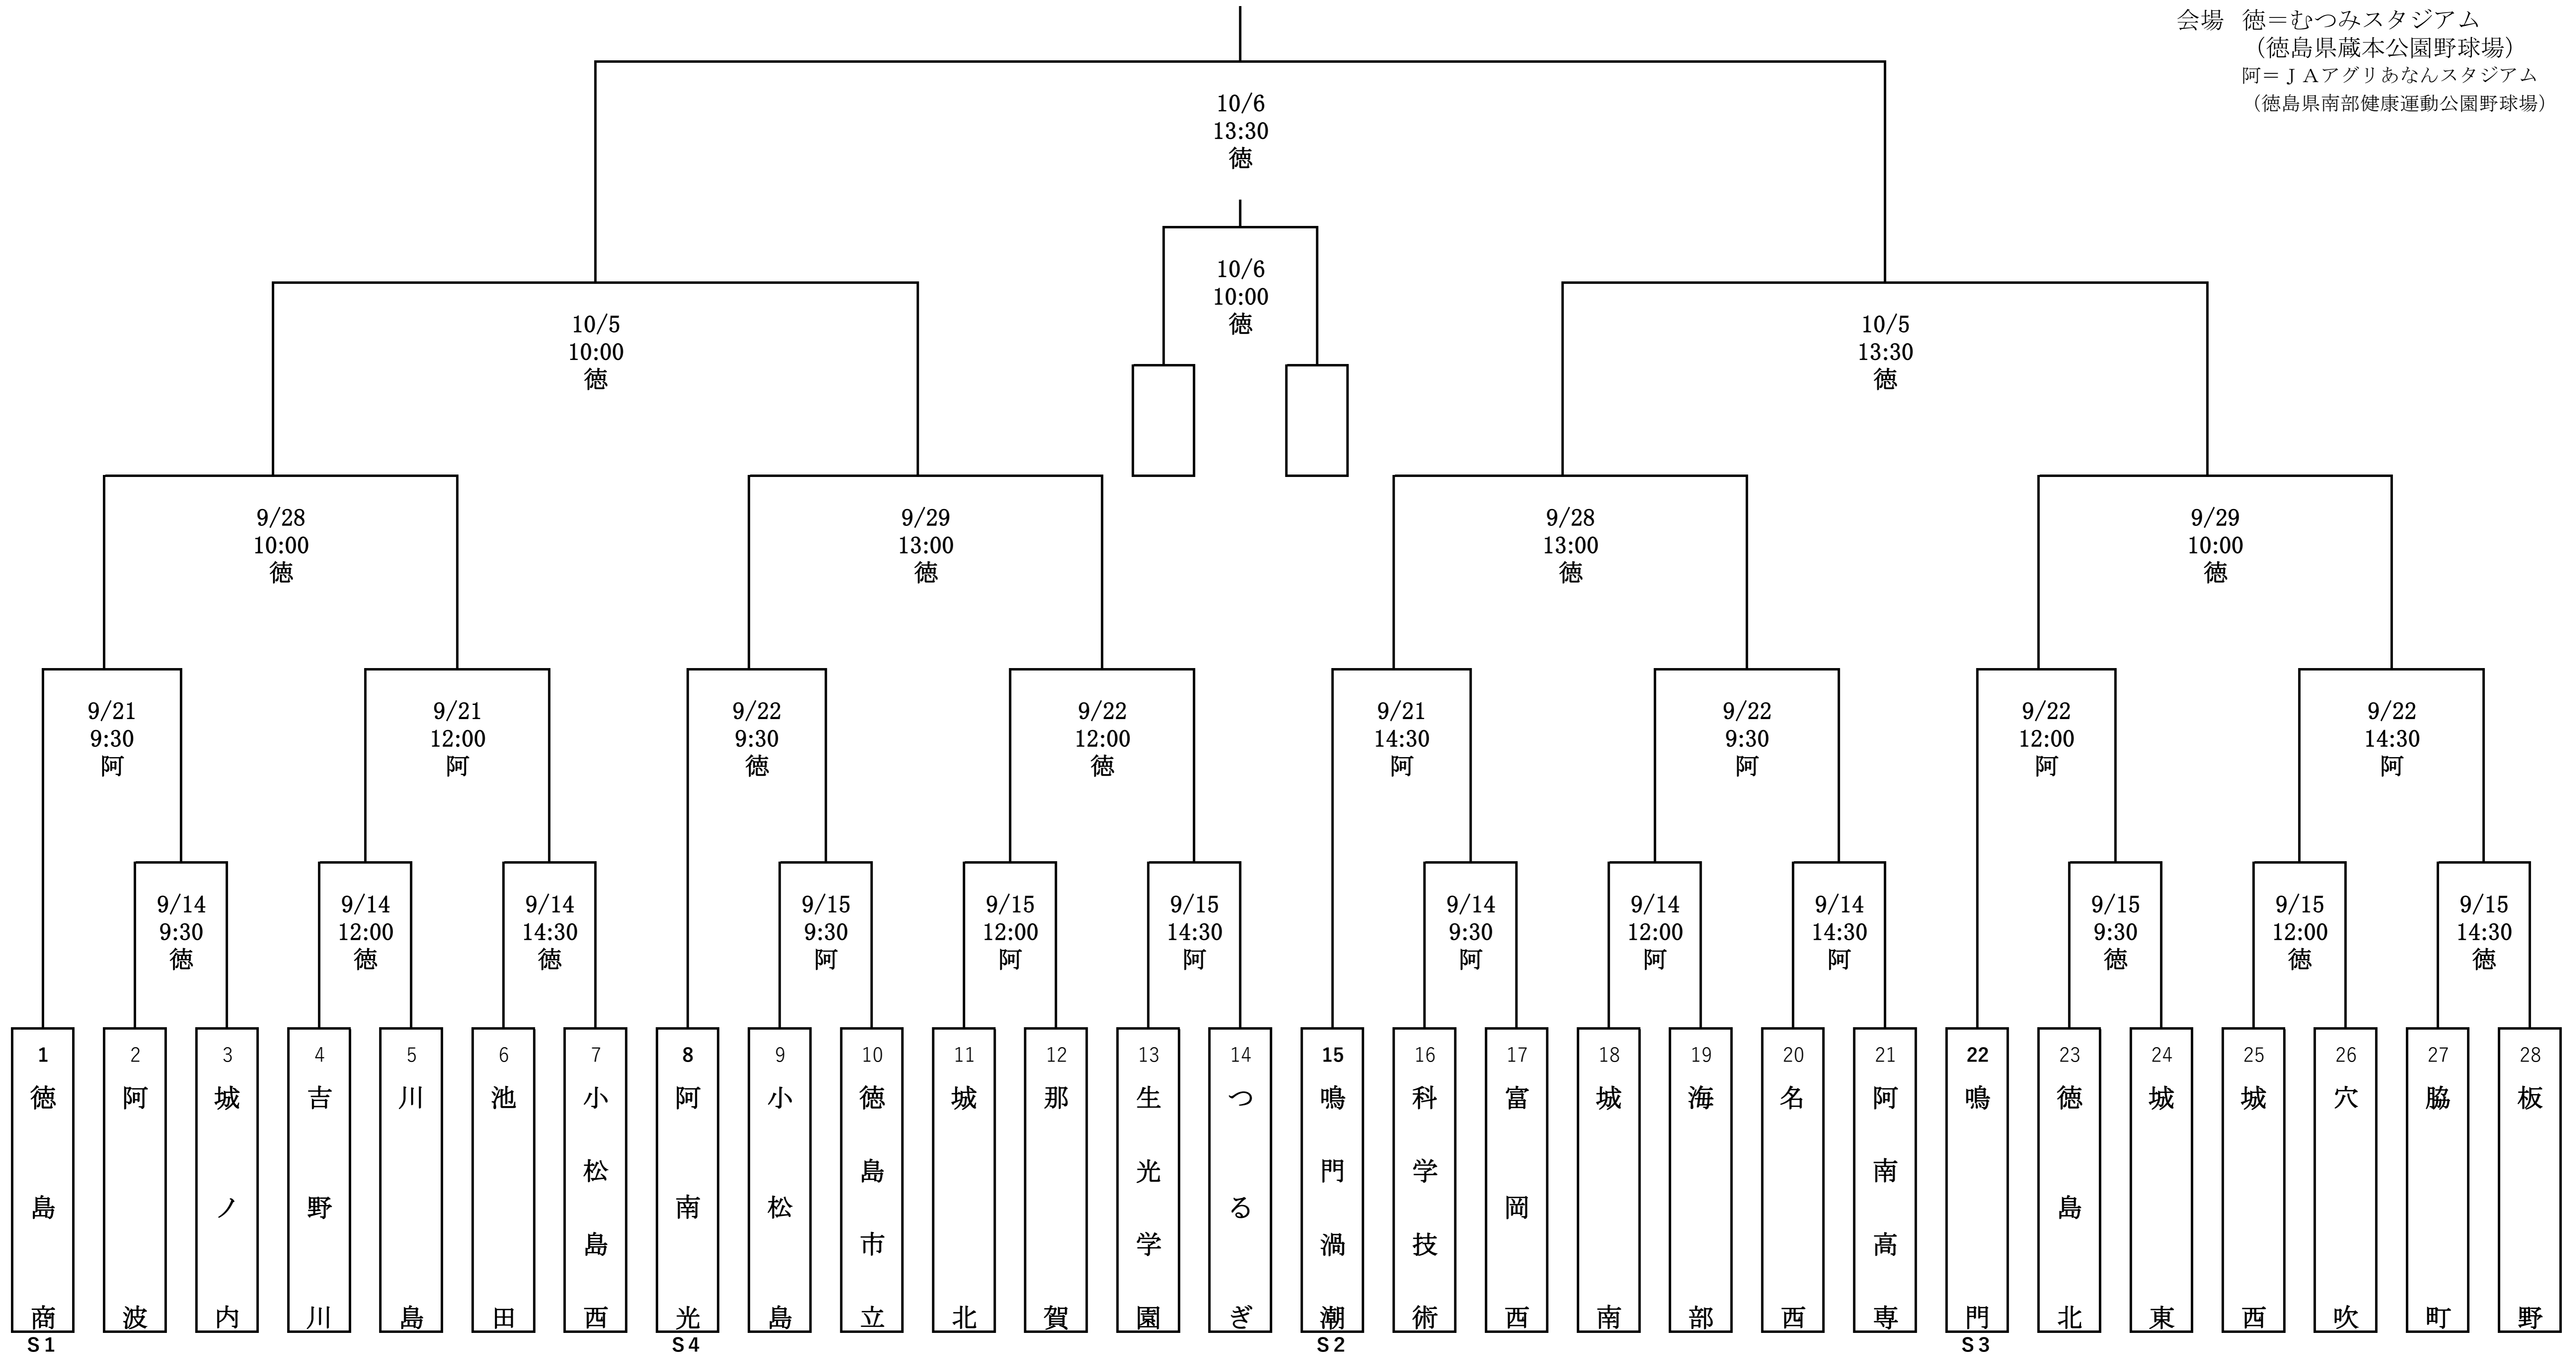 会場 徳＝むつみスタジアム
（徳島県蔵本公園野球場）
阿＝ＪＡアグリあなんスタジアム
（徳島県南部健康運動公園野球場）
10/6
13:30
徳
10/6
10:00
徳
10/5
10:00
徳
10/5
13:30
徳
9/28
10:00
徳
9/29
13:00
徳
9/28
13:00
徳
9/29
10:00
徳
9/21
9:30
阿
9/21
12:00
阿
9/22
9:30
徳
9/22
12:00
徳
9/21
14:30
阿
9/22
9:30
阿
9/22
12:00
阿
9/22
14:30
阿
9/14
9:30
徳
9/14
12:00
徳
9/14
14:30
徳
9/15
9:30
阿
9/15
12:00
阿
9/15
14:30
阿
9/14
9:30
阿
9/14
12:00
阿
9/14
14:30
阿
9/15
9:30
徳
9/15
12:00
徳
9/15
14:30
徳
1
徳島商
S1
2
阿波
3
城ノ内
4
吉野川
5
川島
6
池田
7
小松島西
8
阿南光
S4
9
小松島
10
徳島市立
11
城北
12
那賀
13
生光学園
14
つるぎ
15
鳴門渦潮
S2
16
科学技術
17
富岡西
18
城南
19
海部
20
名西
21
阿南高専
22
鳴門
S3
23
徳島北
24
城東
25
城西
26
穴吹
27
脇町
28
板野